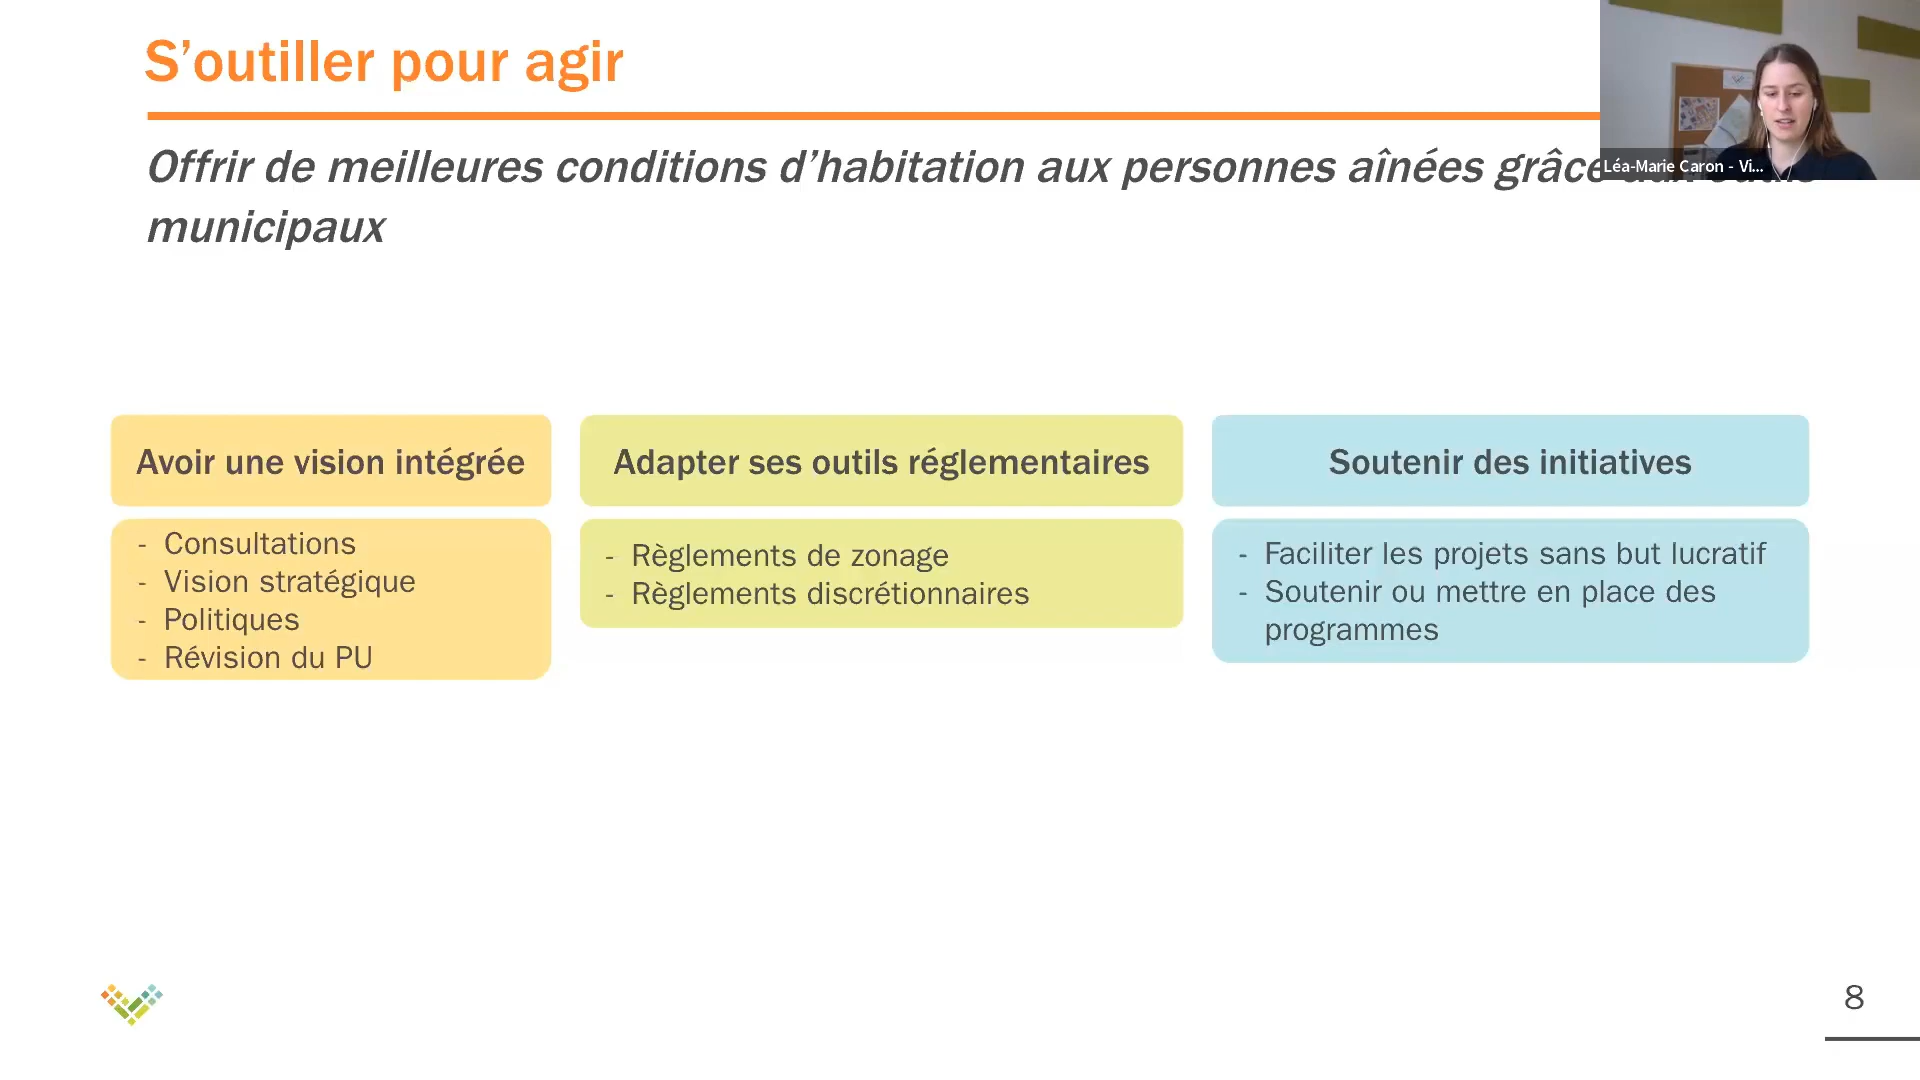 S’outiller pour agir
Offrir de meilleures conditions d’habitation aux personnes aînées grâce
municipaux
Léa-Marie Caron - Vi...
Avoir une vision intégrée
- Consultations
- Vision stratégique
- Politiques
- Révision du PU
Adapter ses outils réglementaires
- Règlements de zonage
- Règlements discrétionnaires
Soutenir des initiatives
- Faciliter les projets sans but lucratif
- Soutenir ou mettre en place des
programmes
8